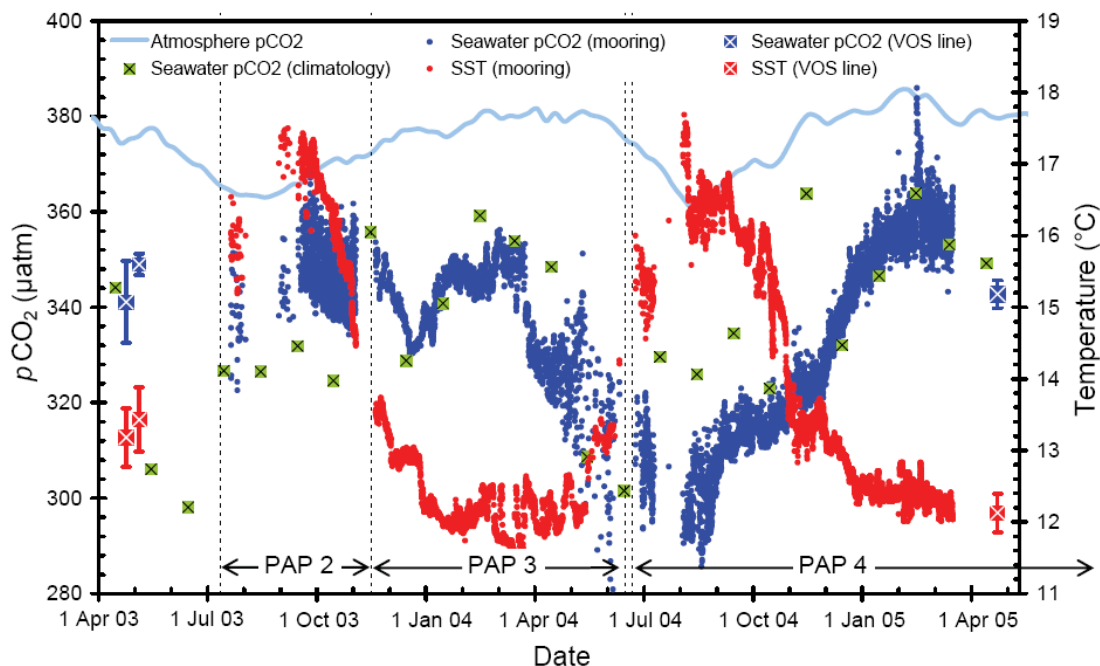 400
380
360
340
320
300
280
pCO2 (µatm)
Atmosphere pCO2
Seawater pCO2 (mooring)
Seawater pCO2 (VOS line)
Seawater pCO2 (climatology)
SST (mooring)
SST (VOS line)
PAP 2
PAP 3
PAP 4
19
18
17
16
15
14
13
12
11
Temperature (°C)
1 Apr 03
1 Jul 03
1 Oct 03
1 Jan 04
1 Apr 04
1 Jul 04
1 Oct 04
1 Jan 05
1 Apr 05
Date